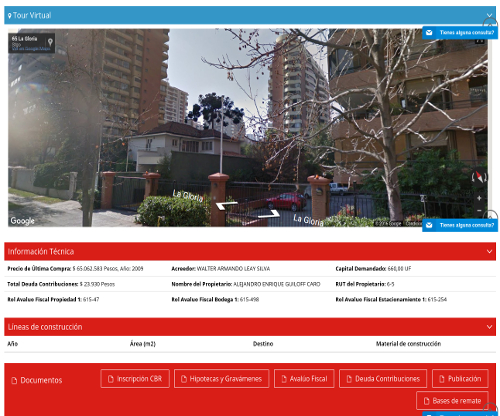 Tour Virtual
Tienes alguna consulta?
65 La Gloria
La Gloria
La Gloria
Google
© 2016 Google
Tienes alguna consulta?
Información Técnica
Precio de Última Compra: $ 65,062,583 Pesos, Año: 2009 Acreedor: WALTER ARMANDO LEAY SILVA Capital Demandado: 660,00 UF
Total Deuda Contribuciones: $ 23.930 Pesos Nombre del Propietario: ALEJANDRO ENRIQUE GUILOFF CARO RUT del Propietario: 6-5
Rol Avaluo Fiscal Propiedad 1: 615-47 Rol Avaluo Fiscal Bodega 1: 615-498 Rol Avaluo Fiscal Estacionamiento 1: 615-254
Líneas de construcción
Año Área (m2) Destino Material de construcción
Documentos Inscripción CBR Hipotecas y Gravámenes Avalúo Fiscal Deuda Contribuciones Publicación
Bases de remate